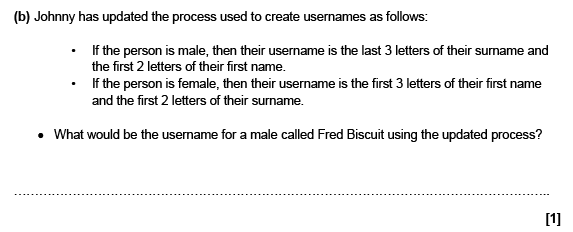 (b) Johnny has updated the process used to create usernames as follows:
• If the person is male, then their username is the last 3 letters of their surname and
the first 2 letters of their first name.
• If the person is female, then their username is the first 3 letters of their first name
and the first 2 letters of their surname.
• What would be the username for a male called Fred Biscuit using the updated process?
[1]